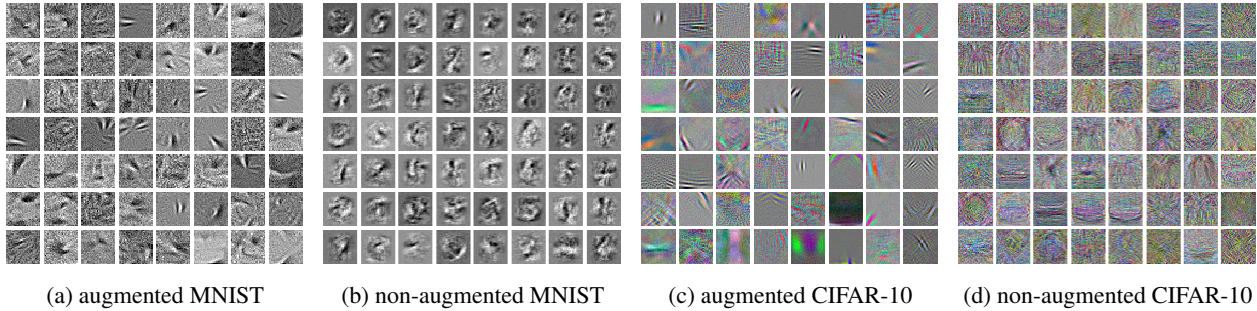 (a) augmented MNIST
(b) non-augmented MNIST
(c) augmented CIFAR-10
(d) non-augmented CIFAR-10